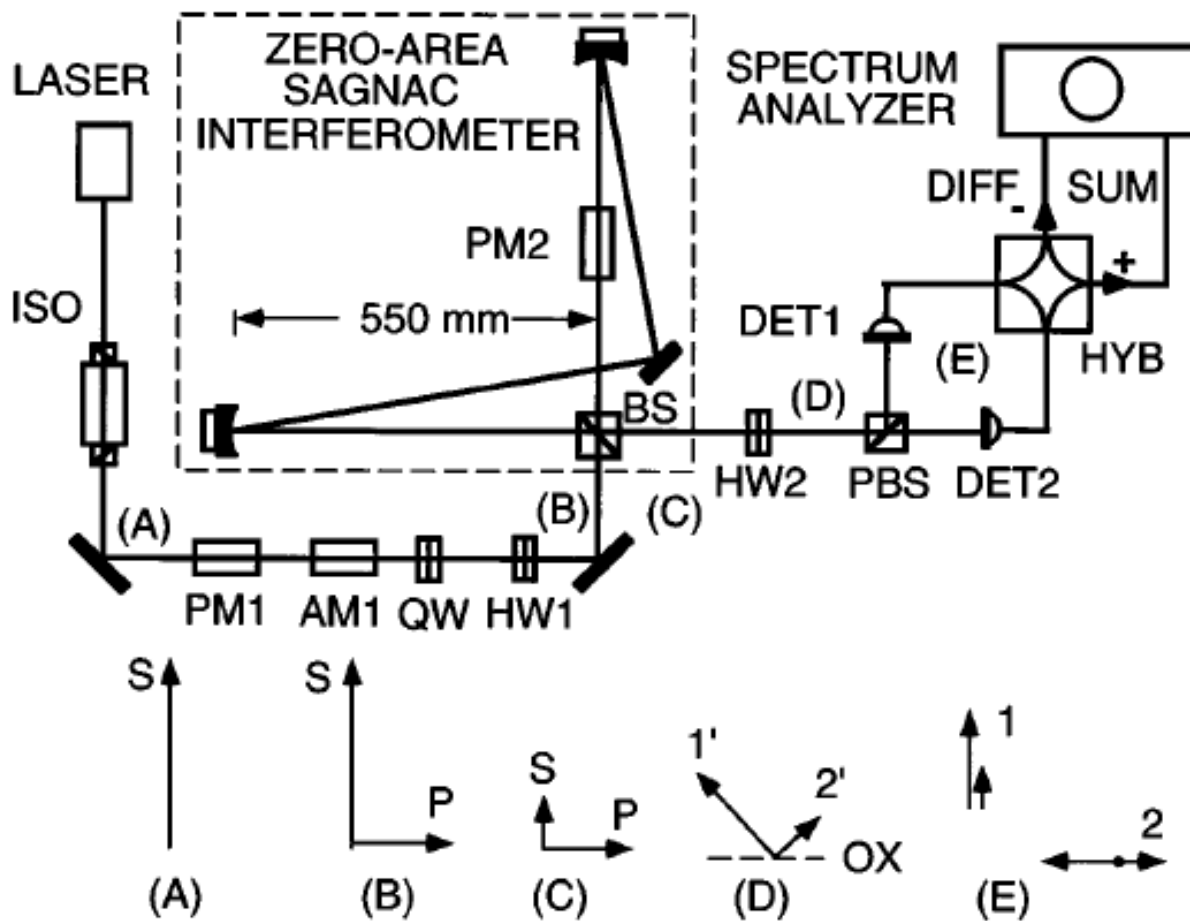 LASER
ZERO-AREA
SAGNAC
INTERFEROMETER
SPECTRUM
ANALYZER
DIFF
SUM
-
+
PM2
ISO
550 mm
DET1
(E)
HYB
BS
(D)
(A)
(B)
(C)
HW2
PBS
DET2
PM1
AM1
QW
HW1
S
S
P
S
P
1'
2'
OX
1
2
(A)
(B)
(C)
(D)
(E)